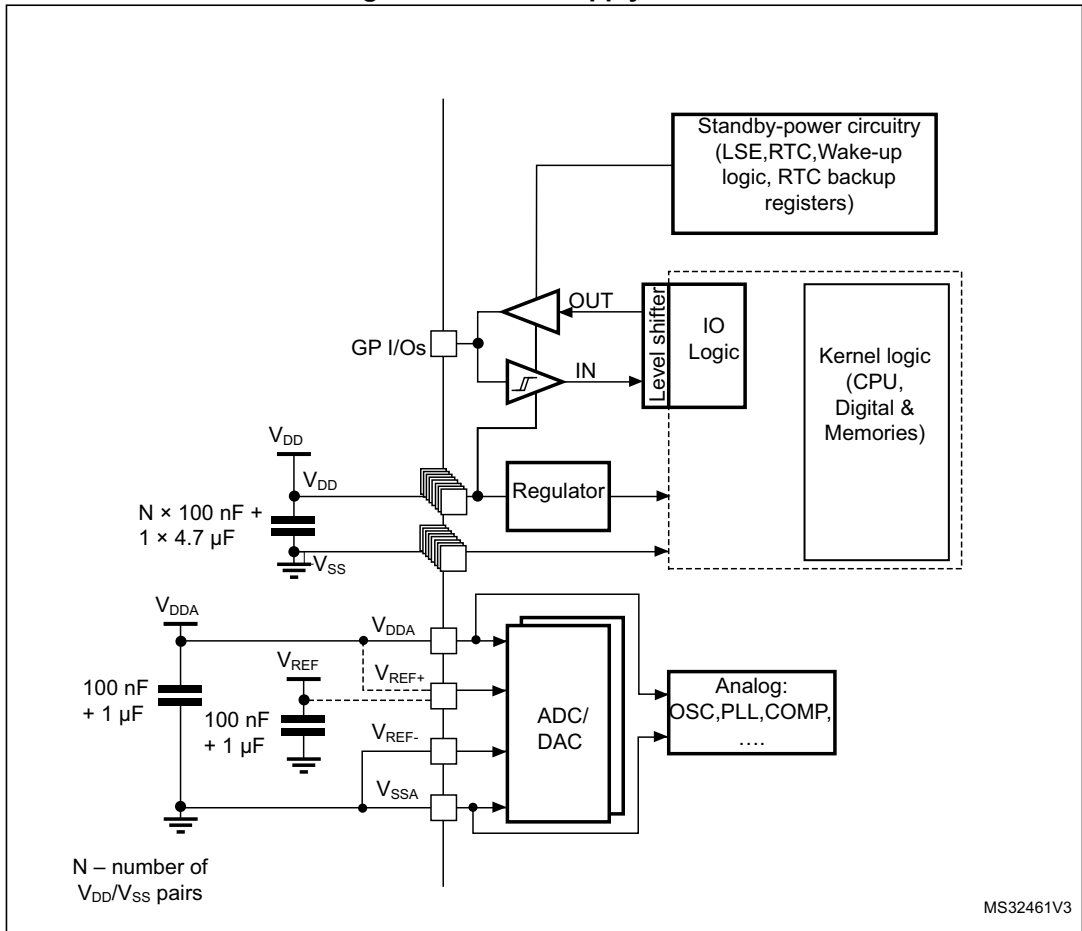 Standby-power circuitry
(LSE,RTC,Wake-up
logic, RTC backup
registers)
OUT
Level shifter
IO
Logic
GP I/Os
IN
Kernel logic
(CPU,
Digital &
Memories)
VDD
VDD
Regulator
N × 100 nF +
1 × 4.7 µF
VSS
VDDA
VDDA
VREF
VREF+
100 nF
+ 1 µF
100 nF
+ 1 µF
ADC/
DAC
Analog:
OSC,PLL,COMP,
….
VREF-
VSSA
N – number of
VDD/VSS pairs
MS32461V3